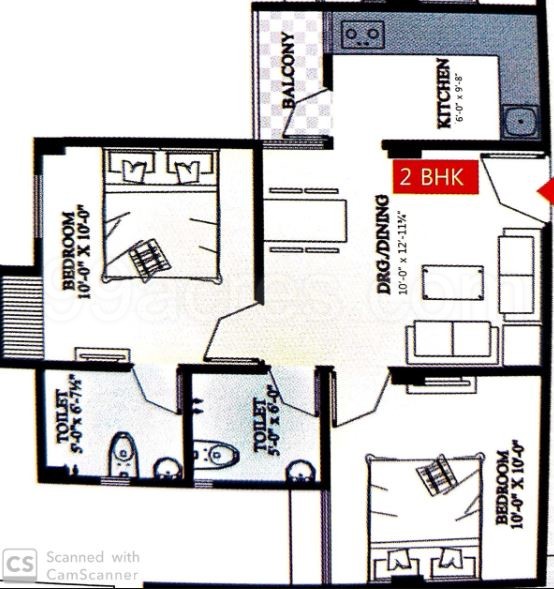 CS
Scanned with
CamScanner
TOILET
5'-0"x 6'-7½"
BEDROOM
10'-0" X 10'-0"
TOILET
5'-0" x 6'-0"
BALCONY
DRG./DINING
10'-0" x 12'-11¾"
2 BHK
KITCHEN
6'-0" x 9'-8"
BEDROOM
10'-0" X 10'-0"